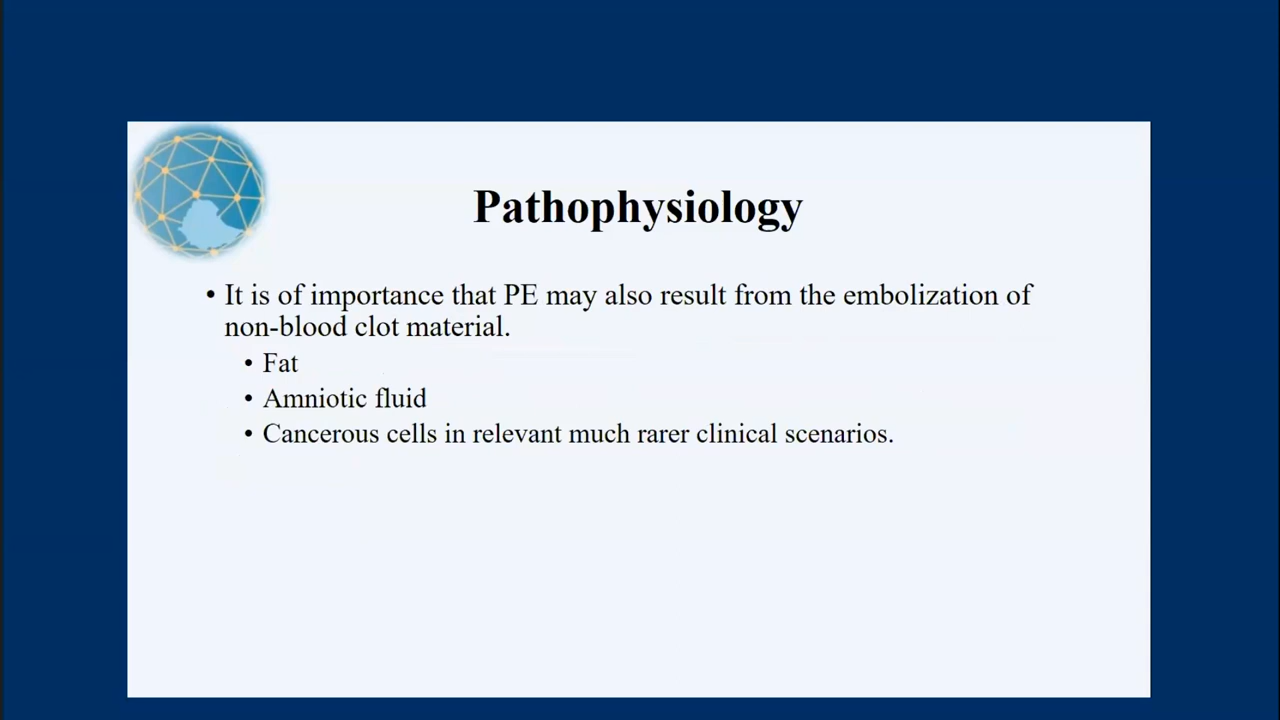 Pathophysiology
• It is of importance that PE may also result from the embolization of
non-blood clot material.
• Fat
• Amniotic fluid
• Cancerous cells in relevant much rarer clinical scenarios.